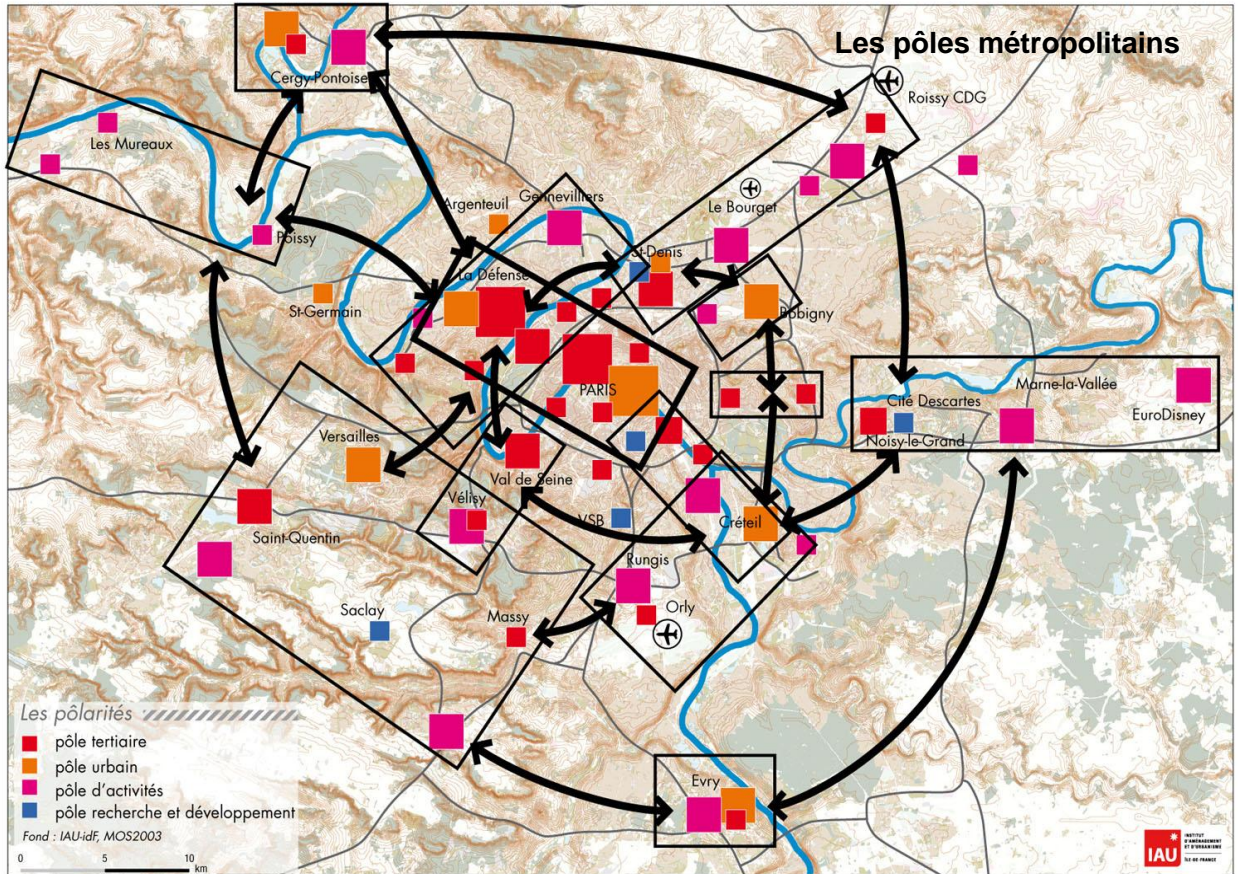 Les pôles métropolitains
Cergy-Pontoise
Roissy CDG
Les Mureaux
Le Bourget
Gennevilliers
Argenteuil
Poissy
St-Denis
La Défense
St-Germain
Bobigny
PARIS
Marne-la-Vallée
Cité Descartes
EuroDisney
Noisy-le-Grand
Versailles
Val de Seine
Vélisy
VSB
Créteil
Saint-Quentin
Rungis
Saclay
Massy
Orly
Evry
Les pôlarités
pôle tertiaire
pôle urbain
pôle d'activités
pôle recherche et développement
Fond : IAU-idF, MOS2003
0 5 10
km
IAU
INSTITUT
D'AMÉNAGEMENT
ET D'URBANISME
ÎLE-DE-FRANCE